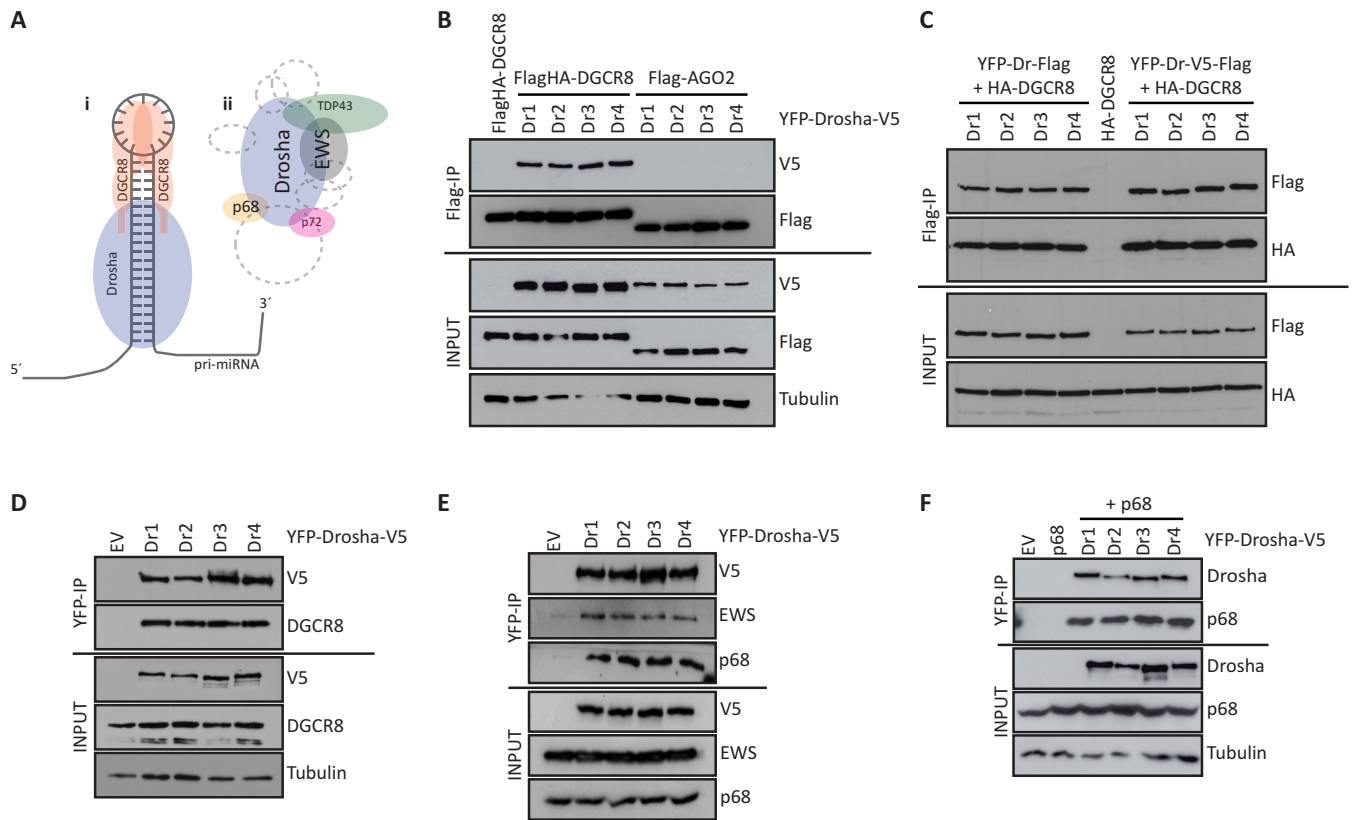 A
i
ii
DGCR8
DGCR8
Drosha
TDP43
Drosha
EWS
p68
p72
5´
3´
pri-miRNA
B
FlagHA-DGCR8
FlagHA-DGCR8
Flag-AGO2
Dr1 Dr2 Dr3 Dr4 Dr1 Dr2 Dr3 Dr4
YFP-Drosha-V5
Flag-IP
V5
Flag
INPUT
V5
Flag
Tubulin
C
YFP-Dr-Flag
+ HA-DGCR8
HA-DGCR8
YFP-Dr-V5-Flag
+ HA-DGCR8
Dr1 Dr2 Dr3 Dr4 Dr1 Dr2 Dr3 Dr4
Flag-IP
Flag
HA
INPUT
Flag
HA
D
EV Dr1 Dr2 Dr3 Dr4
YFP-Drosha-V5
YFP-IP
V5
DGCR8
INPUT
V5
DGCR8
Tubulin
E
EV Dr1 Dr2 Dr3 Dr4
YFP-Drosha-V5
YFP-IP
V5
EWS
p68
INPUT
V5
EWS
p68
F
+ p68
EV p68 Dr1 Dr2 Dr3 Dr4
YFP-Drosha-V5
YFP-IP
Drosha
p68
INPUT
Drosha
p68
Tubulin